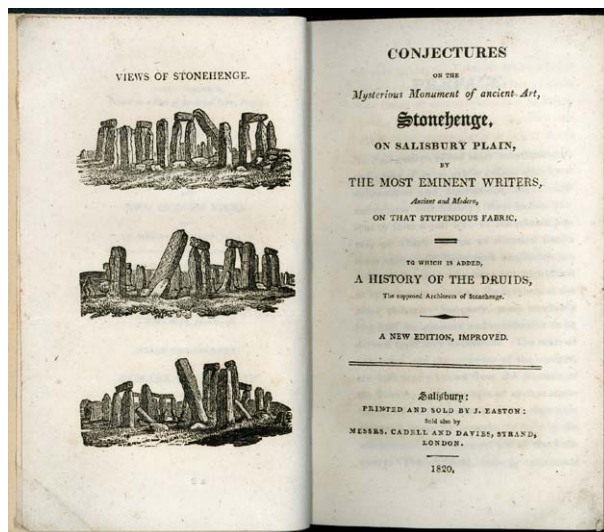 VIEWS OF STONEHENGE.
CONJECTURES
ON THE
Mysterious Monument of ancient Art,
Stonehenge,
ON SALISBURY PLAIN,
BY
THE MOST EMINENT WRITERS,
Ancient and Modern,
ON THAT STUPENDOUS FABRIC.
TO WHICH IS ADDED,
A HISTORY OF THE DRUIDS,
The supposed Architects of Stonehenge.
A NEW EDITION, IMPROVED.
Salisbury:
PRINTED AND SOLD BY J. EASTON:
Sold also by
MESSRS. CADELL AND DAVIES, STRAND,
LONDON.
1820.